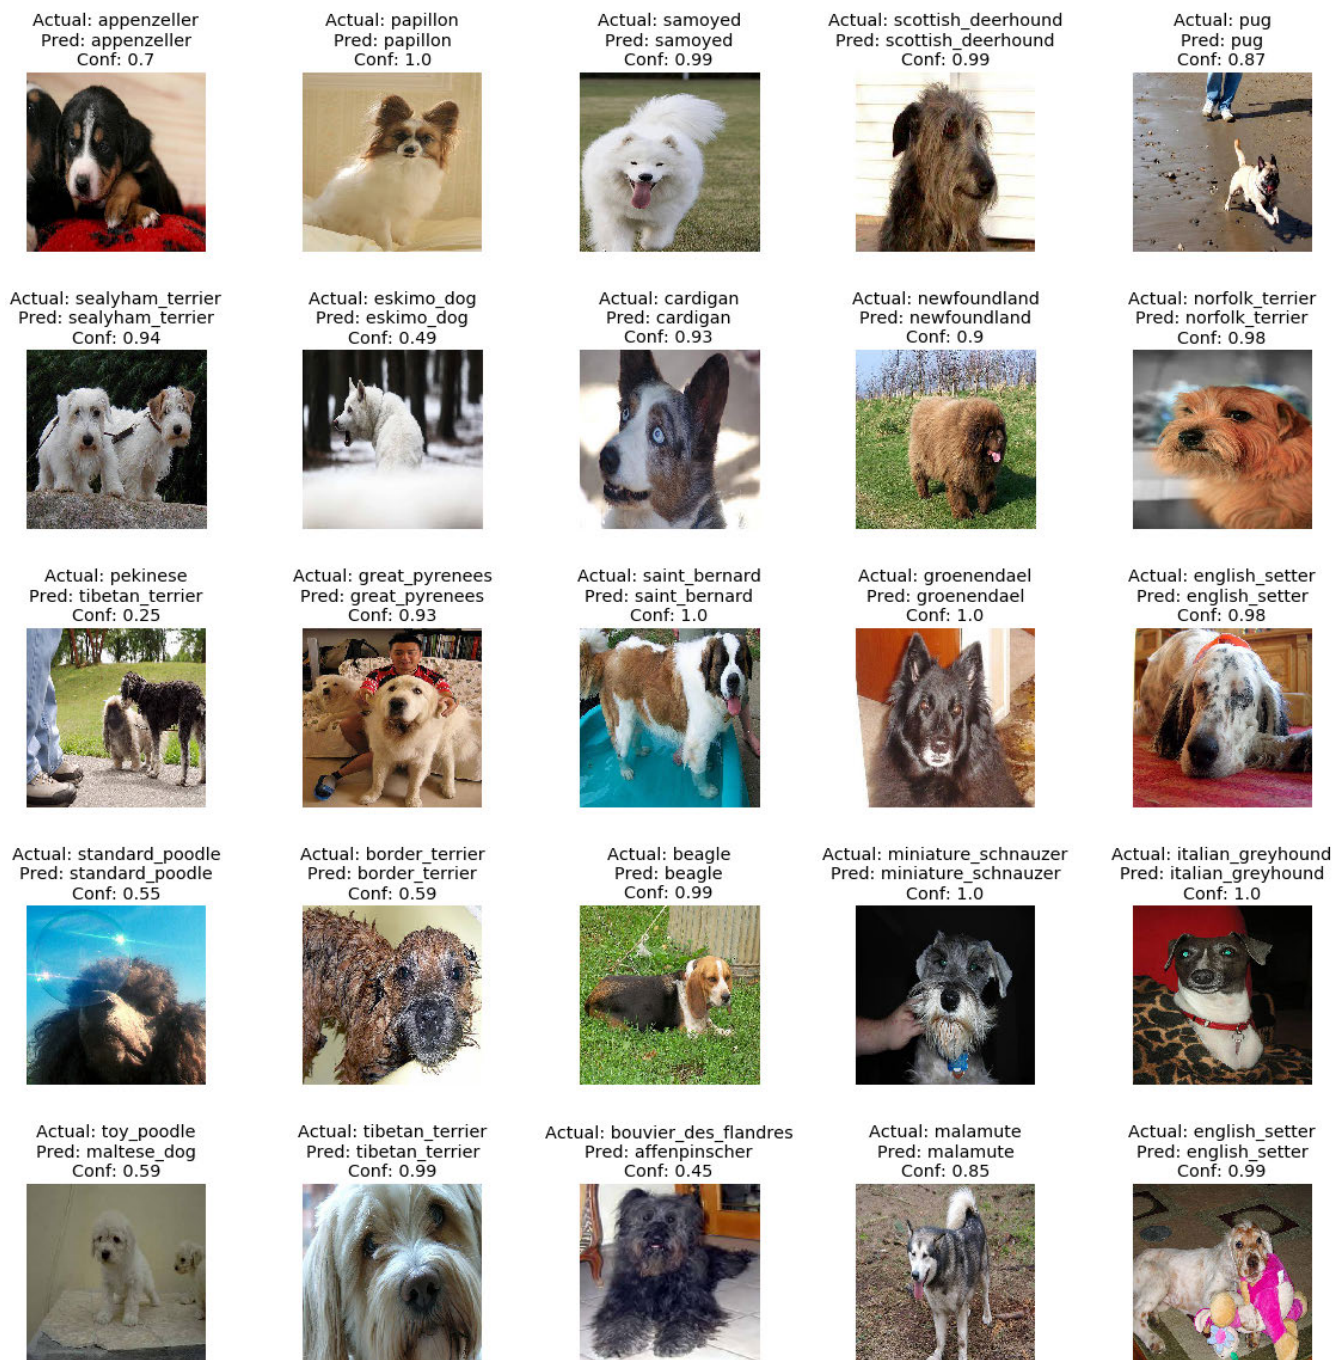 Actual: appenzeller
Pred: appenzeller
Conf: 0.7
Actual: papillon
Pred: papillon
Conf: 1.0
Actual: samoyed
Pred: samoyed
Conf: 0.99
Actual: scottish_deerhound
Pred: scottish_deerhound
Conf: 0.99
Actual: pug
Pred: pug
Conf: 0.87
Actual: sealyham_terrier
Pred: sealyham_terrier
Conf: 0.94
Actual: eskimo_dog
Pred: eskimo_dog
Conf: 0.49
Actual: cardigan
Pred: cardigan
Conf: 0.93
Actual: newfoundland
Pred: newfoundland
Conf: 0.9
Actual: norfolk_terrier
Pred: norfolk_terrier
Conf: 0.98
Actual: pekinese
Pred: tibetan_terrier
Conf: 0.25
Actual: great_pyrenees
Pred: great_pyrenees
Conf: 0.93
Actual: saint_bernard
Pred: saint_bernard
Conf: 1.0
Actual: groenendael
Pred: groenendael
Conf: 1.0
Actual: english_setter
Pred: english_setter
Conf: 0.98
Actual: standard_poodle
Pred: standard_poodle
Conf: 0.55
Actual: border_terrier
Pred: border_terrier
Conf: 0.59
Actual: beagle
Pred: beagle
Conf: 0.99
Actual: miniature_schnauzer
Pred: miniature_schnauzer
Conf: 1.0
Actual: italian_greyhound
Pred: italian_greyhound
Conf: 1.0
Actual: toy_poodle
Pred: maltese_dog
Conf: 0.59
Actual: tibetan_terrier
Pred: tibetan_terrier
Conf: 0.99
Actual: bouvier_des_flandres
Pred: affenpinscher
Conf: 0.45
Actual: malamute
Pred: malamute
Conf: 0.85
Actual: english_setter
Pred: english_setter
Conf: 0.99